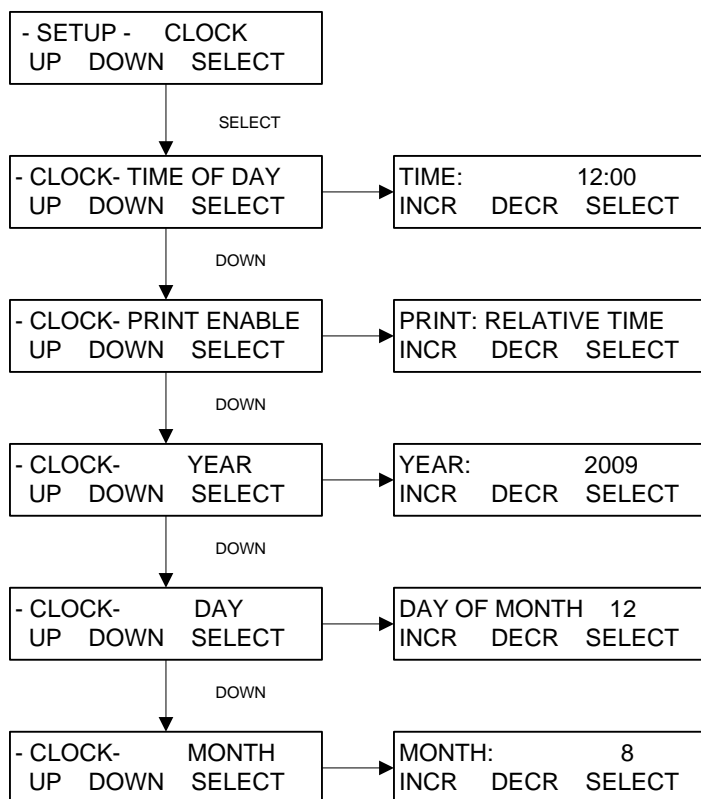 - SETUP - CLOCK
UP DOWN SELECT
SELECT
- CLOCK- TIME OF DAY
UP DOWN SELECT
TIME: 12:00
INCR DECR SELECT
DOWN
- CLOCK- PRINT ENABLE
UP DOWN SELECT
PRINT: RELATIVE TIME
INCR DECR SELECT
DOWN
- CLOCK- YEAR
UP DOWN SELECT
YEAR: 2009
INCR DECR SELECT
DOWN
- CLOCK- DAY
UP DOWN SELECT
DAY OF MONTH 12
INCR DECR SELECT
DOWN
- CLOCK- MONTH
UP DOWN SELECT
MONTH: 8
INCR DECR SELECT